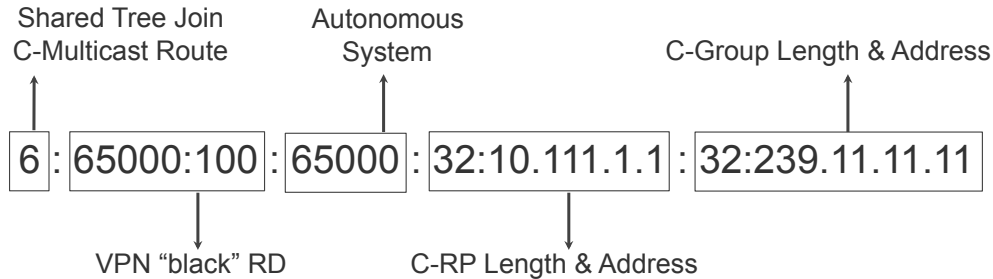 Shared Tree Join
C-Multicast Route
Autonomous
System
C-Group Length & Address
6 : 65000:100 : 65000 : 32:10.111.1.1 : 32:239.11.11.11
VPN “black” RD
C-RP Length & Address